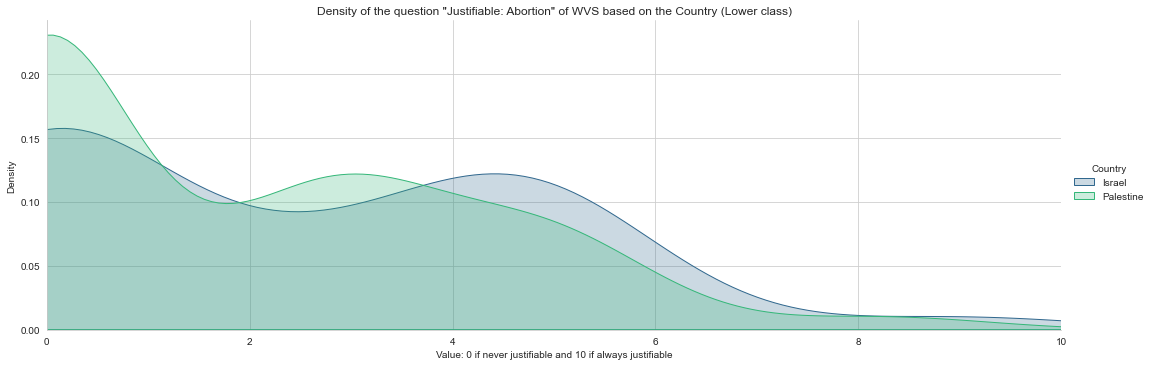 Density of the question "Justifiable: Abortion" of WVS based on the Country (Lower class)
0.20
0.15
0.10
0.05
0.00
Density
0
2
4
6
8
10
Value: 0 if never justifiable and 10 if always justifiable
Country
Israel
Palestine